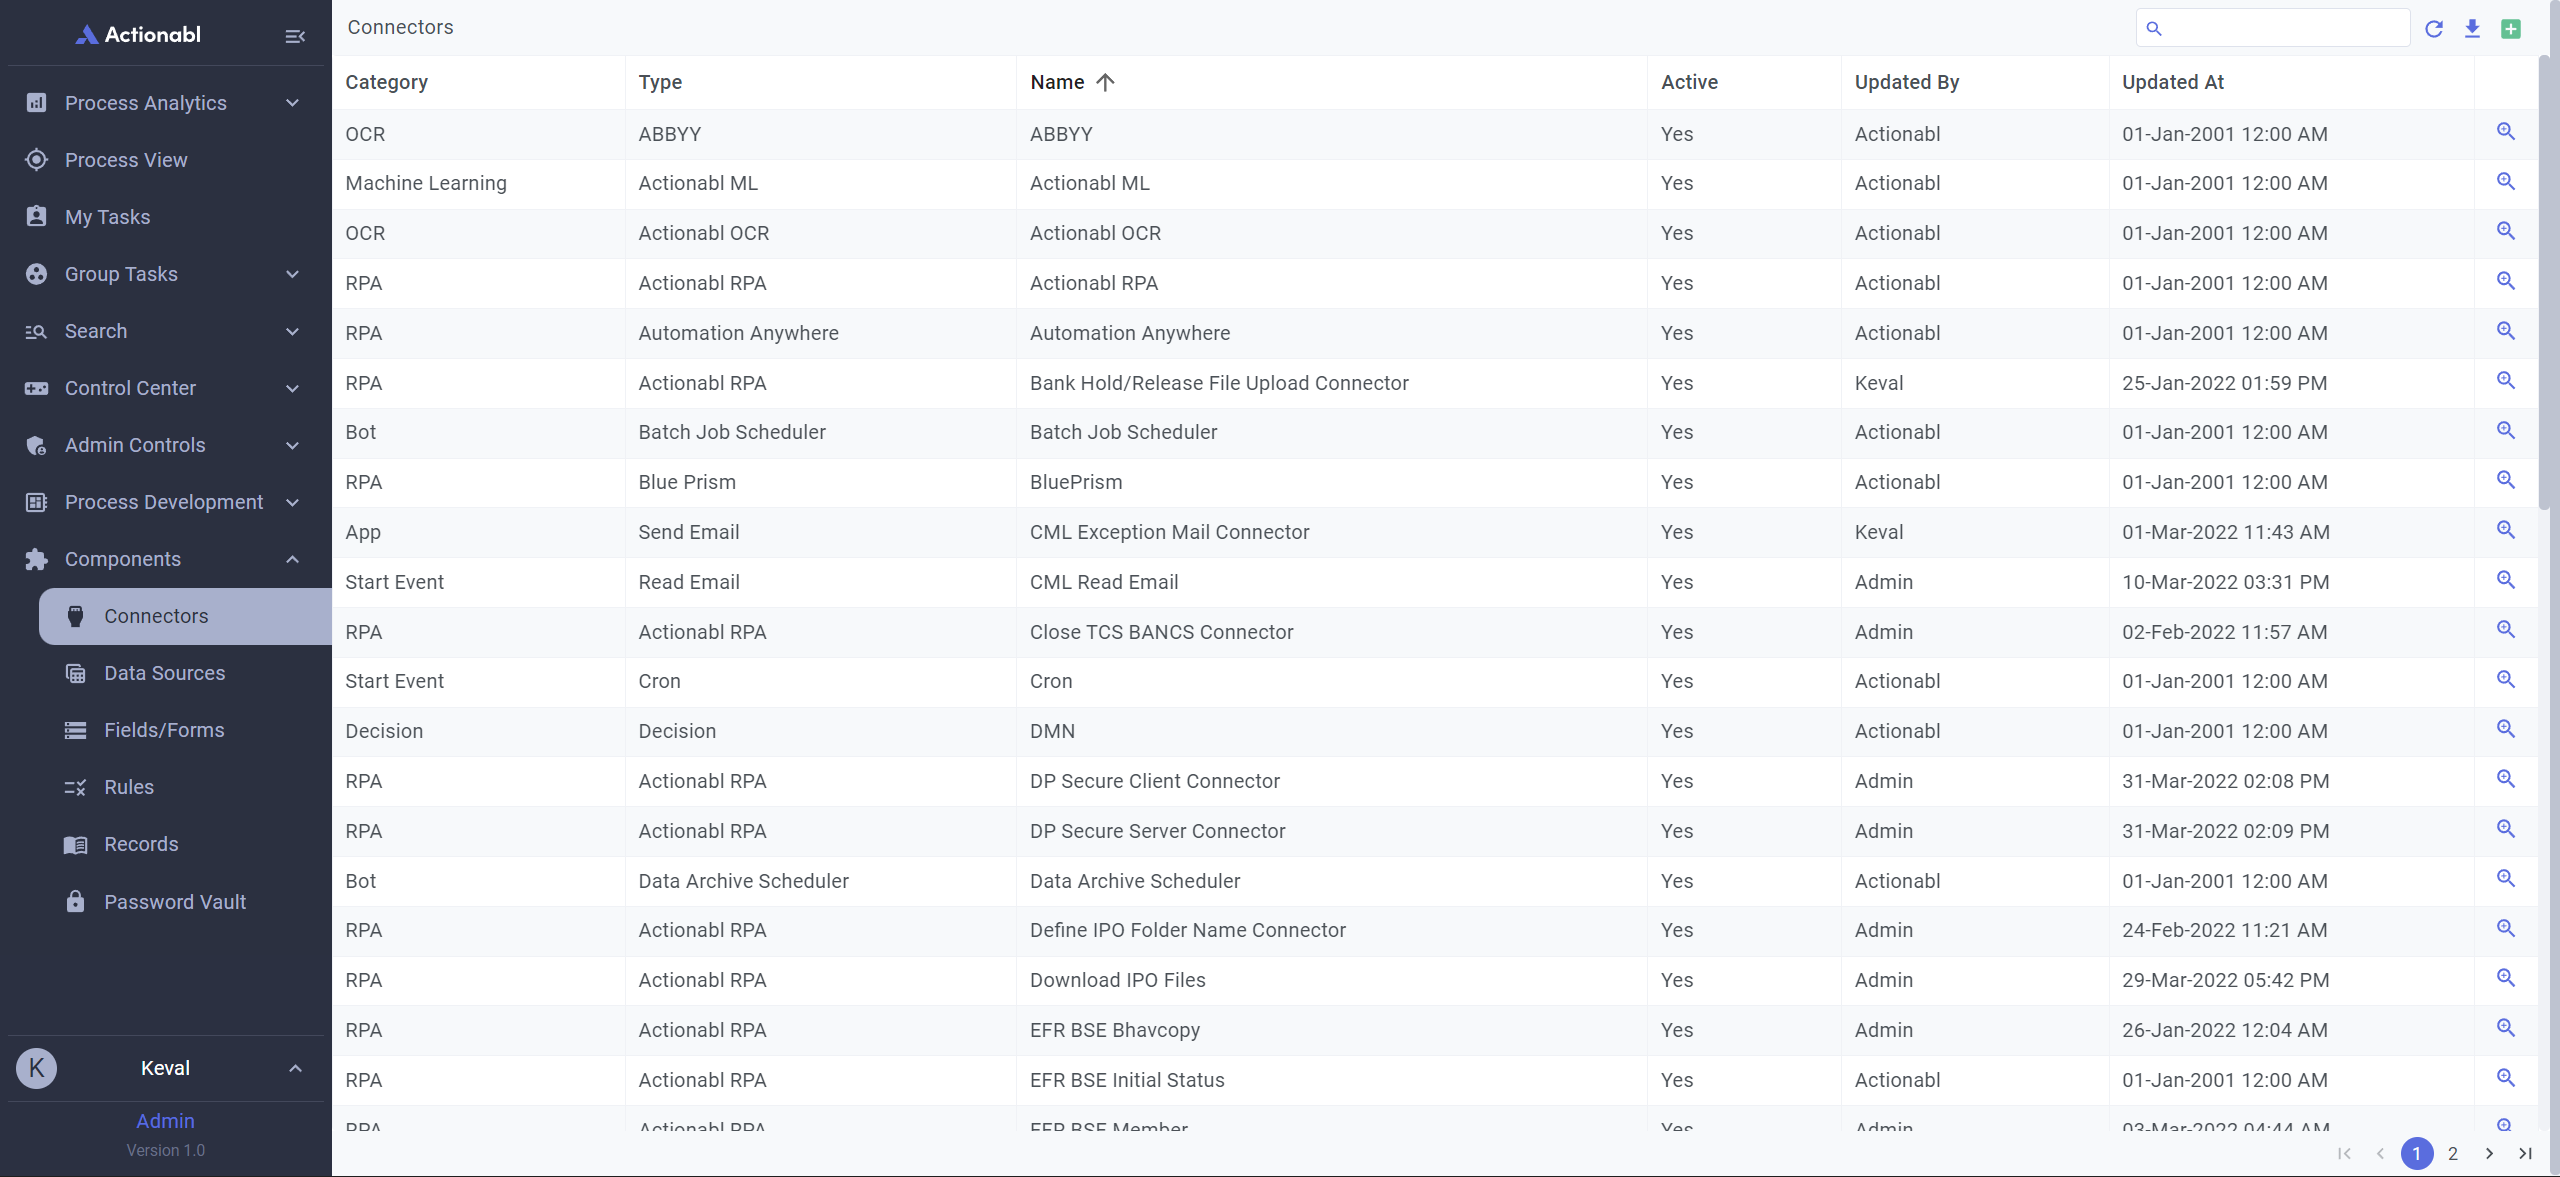 Actionabl
Process Analytics
Process View
My Tasks
Group Tasks
Search
Control Center
Admin Controls
Process Development
Components
Connectors
Data Sources
Fields/Forms
Rules
Records
Password Vault
K Keval
Admin
Version 1.0
Connectors
Category Type Name Active Updated By Updated At
OCR ABBYY ABBYY Yes Actionabl 01-Jan-2001 12:00 AM
Machine Learning Actionabl ML Actionabl ML Yes Actionabl 01-Jan-2001 12:00 AM
OCR Actionabl OCR Actionabl OCR Yes Actionabl 01-Jan-2001 12:00 AM
RPA Actionabl RPA Actionabl RPA Yes Actionabl 01-Jan-2001 12:00 AM
RPA Automation Anywhere Automation Anywhere Yes Actionabl 01-Jan-2001 12:00 AM
RPA Actionabl RPA Bank Hold/Release File Upload Connector Yes Keval 25-Jan-2022 01:59 PM
Bot Batch Job Scheduler Batch Job Scheduler Yes Actionabl 01-Jan-2001 12:00 AM
RPA Blue Prism BluePrism Yes Actionabl 01-Jan-2001 12:00 AM
App Send Email CML Exception Mail Connector Yes Keval 01-Mar-2022 11:43 AM
Start Event Read Email CML Read Email Yes Admin 10-Mar-2022 03:31 PM
RPA Actionabl RPA Close TCS BANCS Connector Yes Admin 02-Feb-2022 11:57 AM
Start Event Cron Cron Yes Actionabl 01-Jan-2001 12:00 AM
Decision Decision DMN Yes Actionabl 01-Jan-2001 12:00 AM
RPA Actionabl RPA DP Secure Client Connector Yes Admin 31-Mar-2022 02:08 PM
RPA Actionabl RPA DP Secure Server Connector Yes Admin 31-Mar-2022 02:09 PM
Bot Data Archive Scheduler Data Archive Scheduler Yes Actionabl 01-Jan-2001 12:00 AM
RPA Actionabl RPA Define IPO Folder Name Connector Yes Admin 24-Feb-2022 11:21 AM
RPA Actionabl RPA Download IPO Files Yes Admin 29-Mar-2022 05:42 PM
RPA Actionabl RPA EFR BSE Bhavcopy Yes Admin 26-Jan-2022 12:04 AM
RPA Actionabl RPA EFR BSE Initial Status Yes Actionabl 01-Jan-2001 12:00 AM
RPA Actionabl RPA EFR BSE Member Yes Admin 03-Mar-2022 04:44 AM
1 2